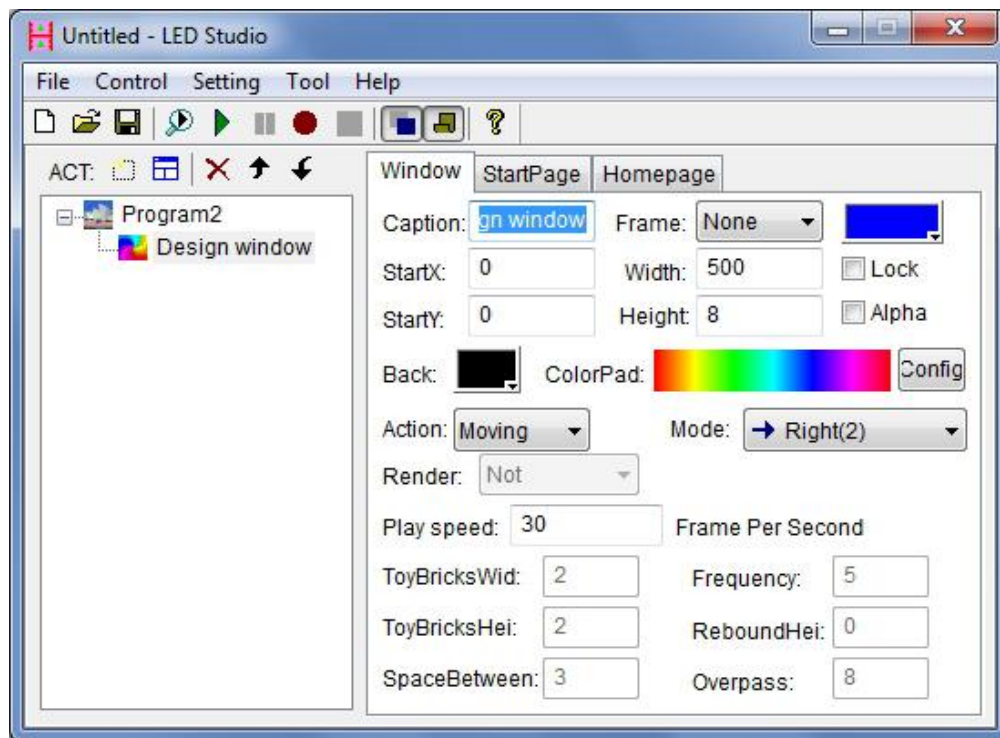 Untitled - LED Studio
File Control Setting Tool Help
ACT:
Program2
Design window
Window StartPage Homepage
Caption: gn window Frame: None
StartX: 0 Width: 500 Lock
StartY: 0 Height: 8 Alpha
Back: ColorPad: Config
Action: Moving Mode: Right(2)
Render: Not
Play speed: 30 Frame Per Second
ToyBricksWid: 2 Frequency: 5
ToyBricksHei: 2 ReboundHei: 0
SpaceBetween: 3 Overpass: 8